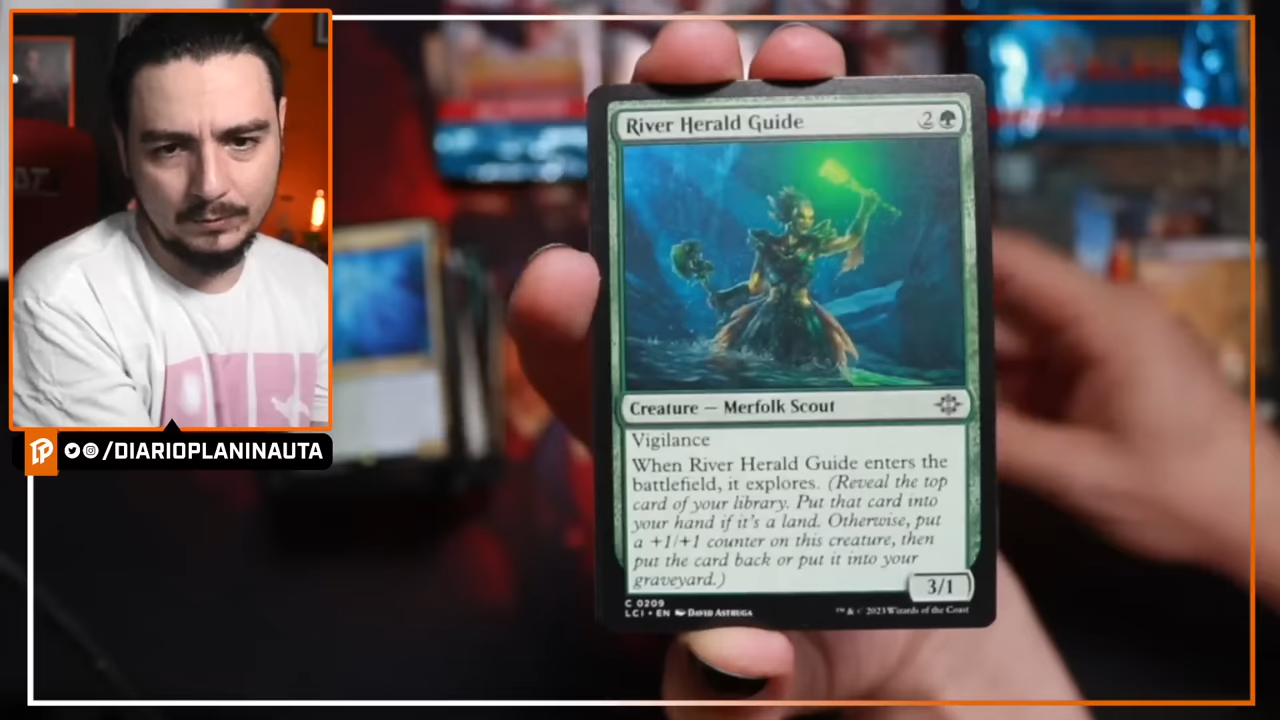 River Herald Guide 2
Creature — Merfolk Scout
Vigilance
When River Herald Guide enters the
battlefield, it explores. (Reveal the top
card of your library. Put that card into
your hand if it's a land. Otherwise, put
a +1/+1 counter on this creature, then
put the card back or put it into your
graveyard.)
3/1
C 0209
LCI • EN DAVID ASTRUGA
™ & © 2023 Wizards of the Coast
/DIARIOPLANINAUTA